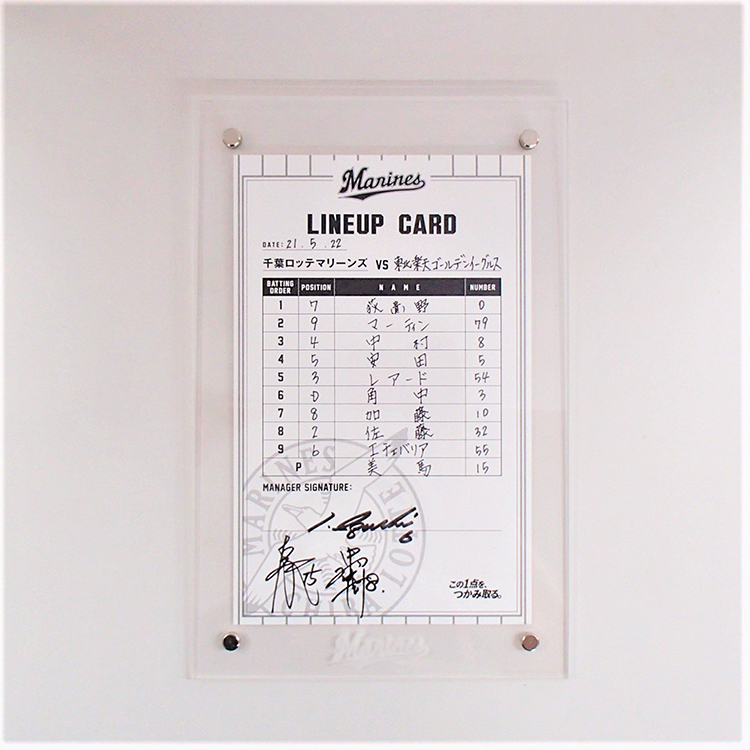 Marines
LINEUP CARD
DATE: 21 . 5 . 22
千葉ロッテマリーンズ VS 東北楽天ゴールデンイーグルス
BATTING ORDER POSITION NAME NUMBER
1 7 荻高野 0
2 9 マーティン 79
3 4 中村 8
4 5 安田 5
5 3 レアード 54
6 D 角中 3
7 8 加藤 10
8 2 佐藤 32
9 6 エチェバリア 55
P 美馬 15
MANAGER SIGNATURE:
この1点を、
つかみ取る。
Marines